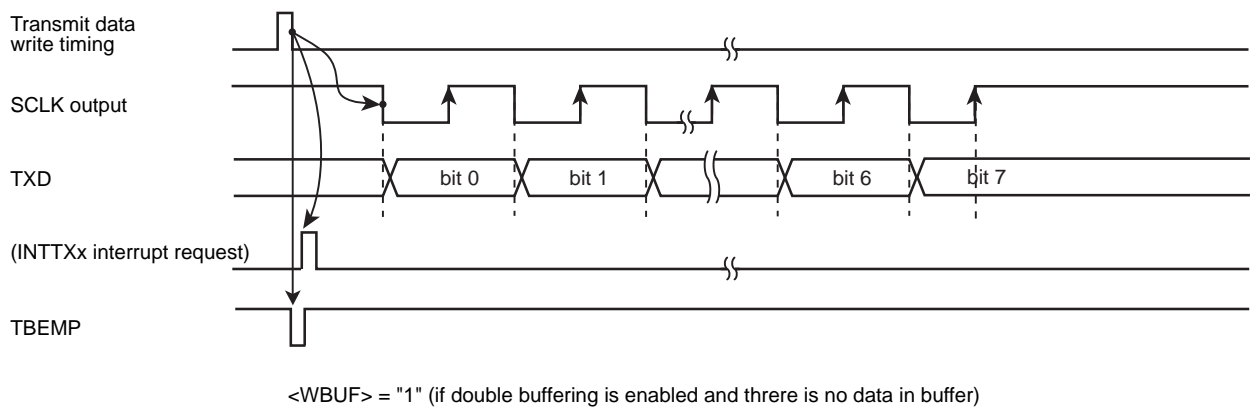 Transmit data
write timing
SCLK output
TXD
bit 0
bit 1
bit 6
bit 7
(INTTXx interrupt request)
TBEMP
<WBUF> = "1" (if double buffering is enabled and threre is no data in buffer)